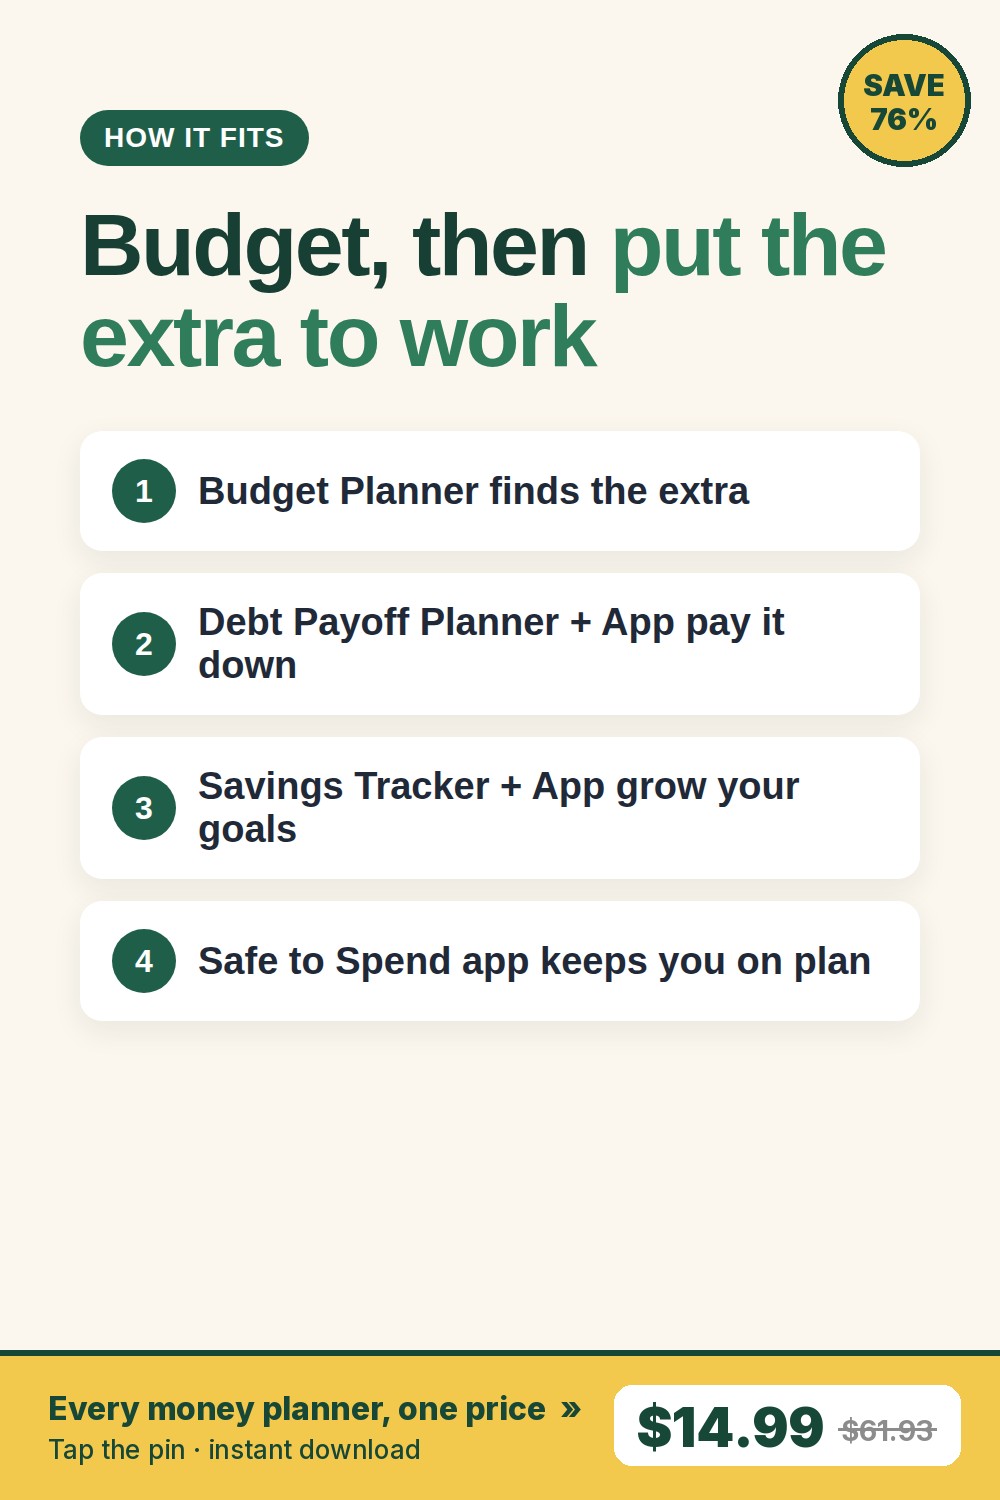 SAVE
76%
HOW IT FITS
Budget, then put the
extra to work
1 Budget Planner finds the extra
2 Debt Payoff Planner + App pay it
down
3 Savings Tracker + App grow your
goals
4 Safe to Spend app keeps you on plan
Every money planner, one price »
Tap the pin · instant download
$14.99 $61.93